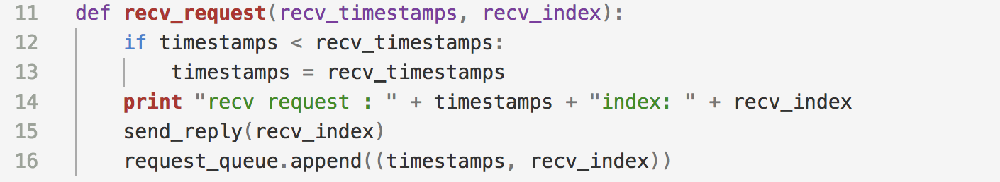 11 def recv_request(recv_timestamps, recv_index):
12 if timestamps < recv_timestamps:
13 timestamps = recv_timestamps
14 print "recv request : " + timestamps + "index: " + recv_index
15 send_reply(recv_index)
16 request_queue.append((timestamps, recv_index))